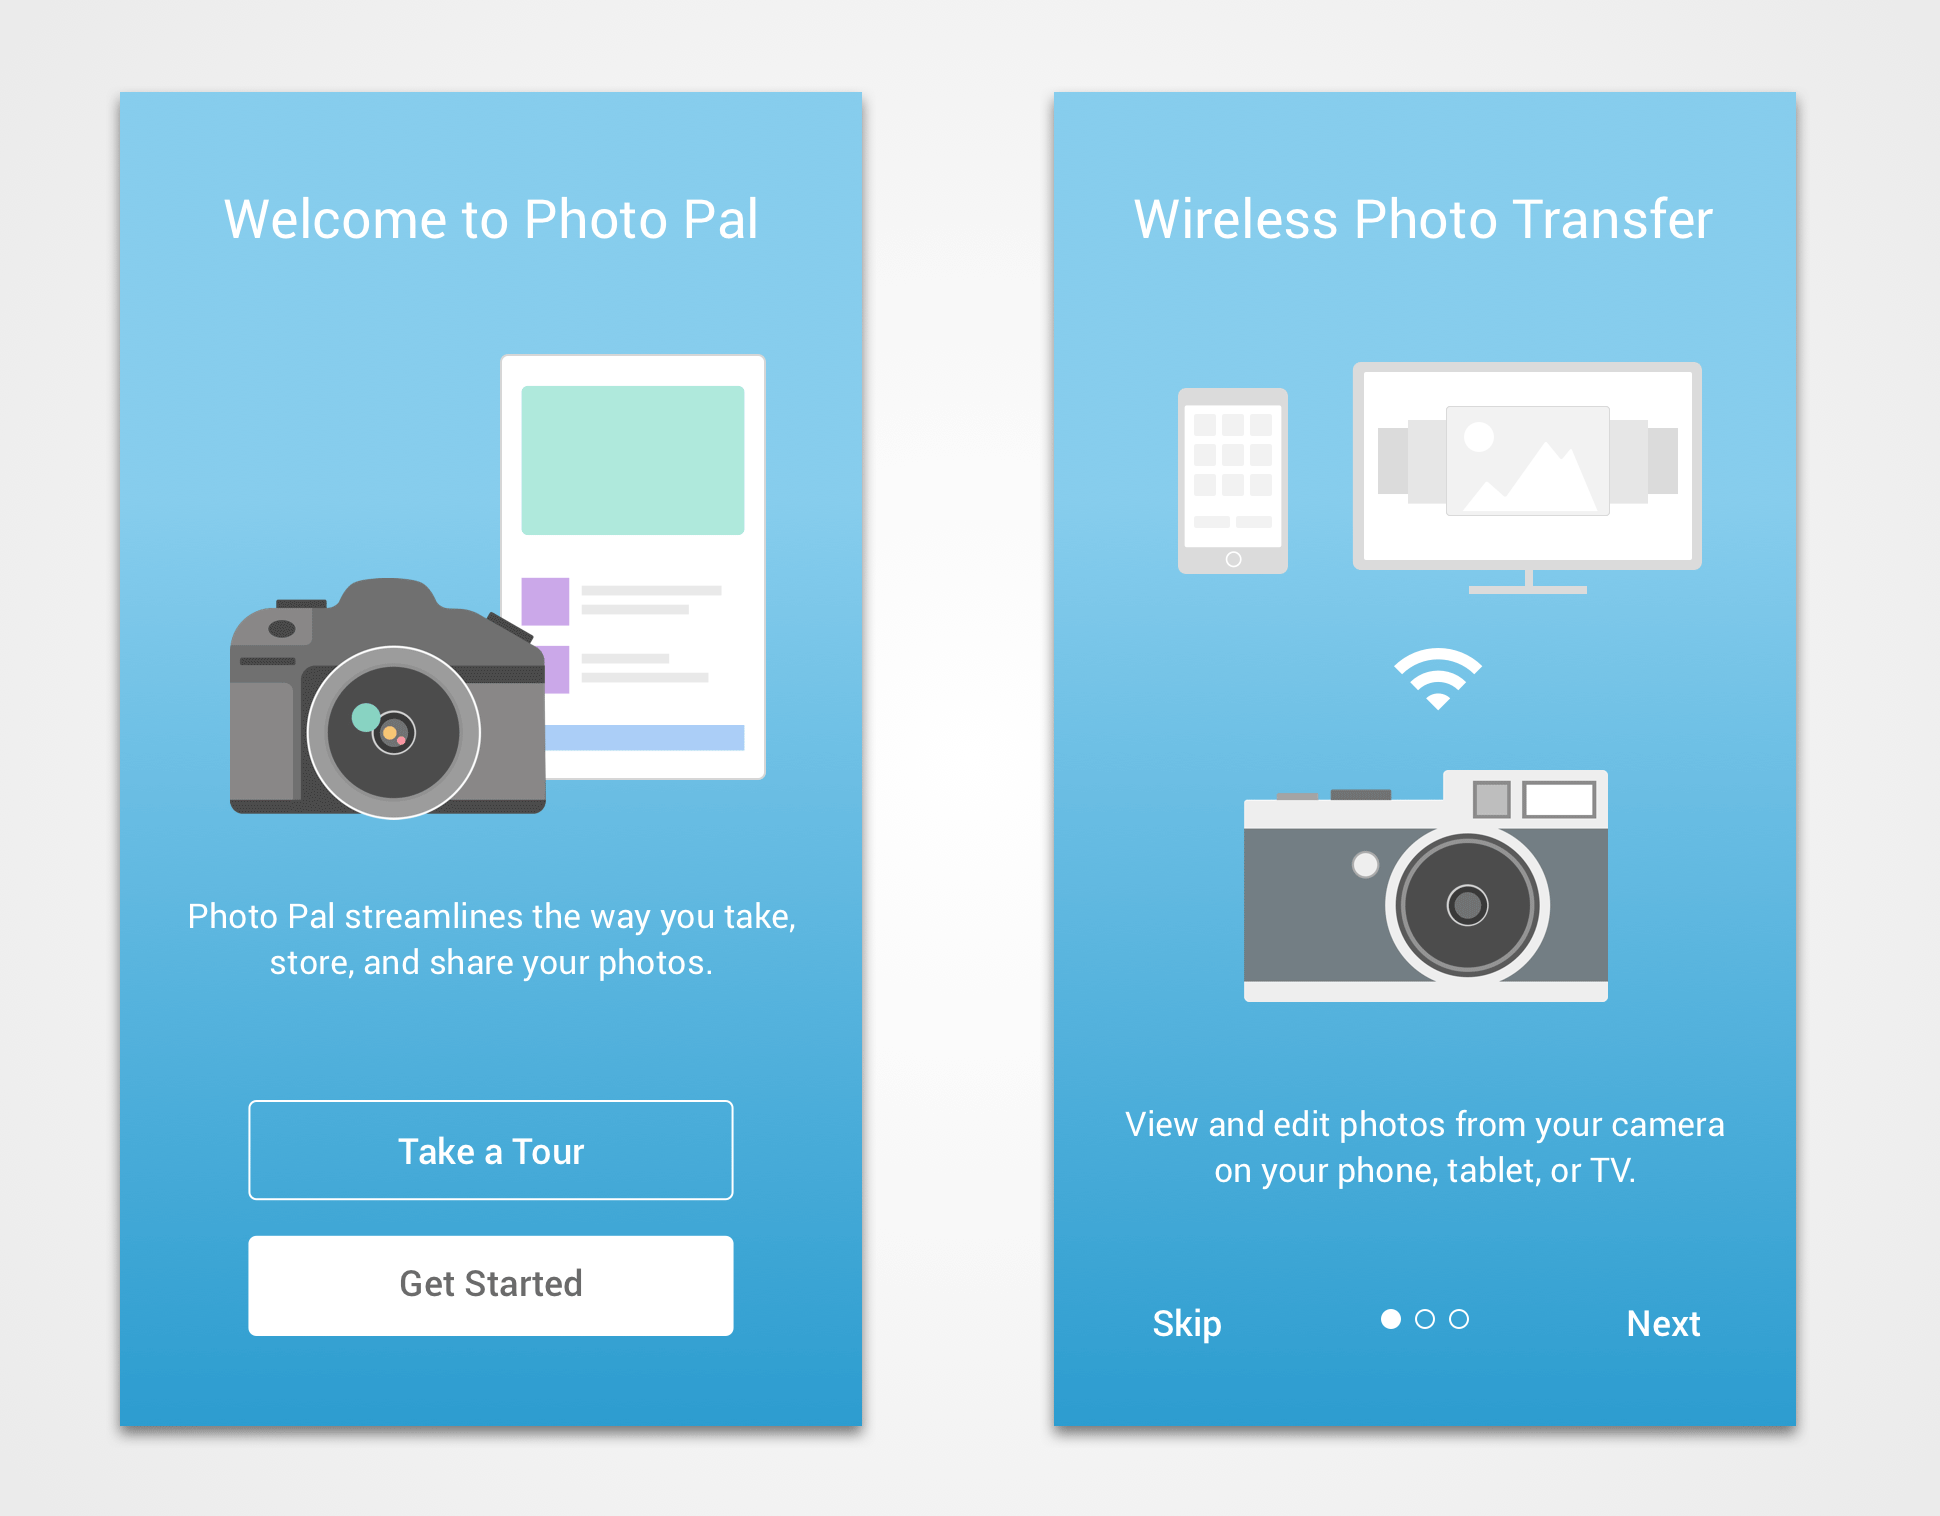 Welcome to Photo Pal
Photo Pal streamlines the way you take,
store, and share your photos.
Take a Tour
Get Started
Wireless Photo Transfer
View and edit photos from your camera
on your phone, tablet, or TV.
Skip
Next